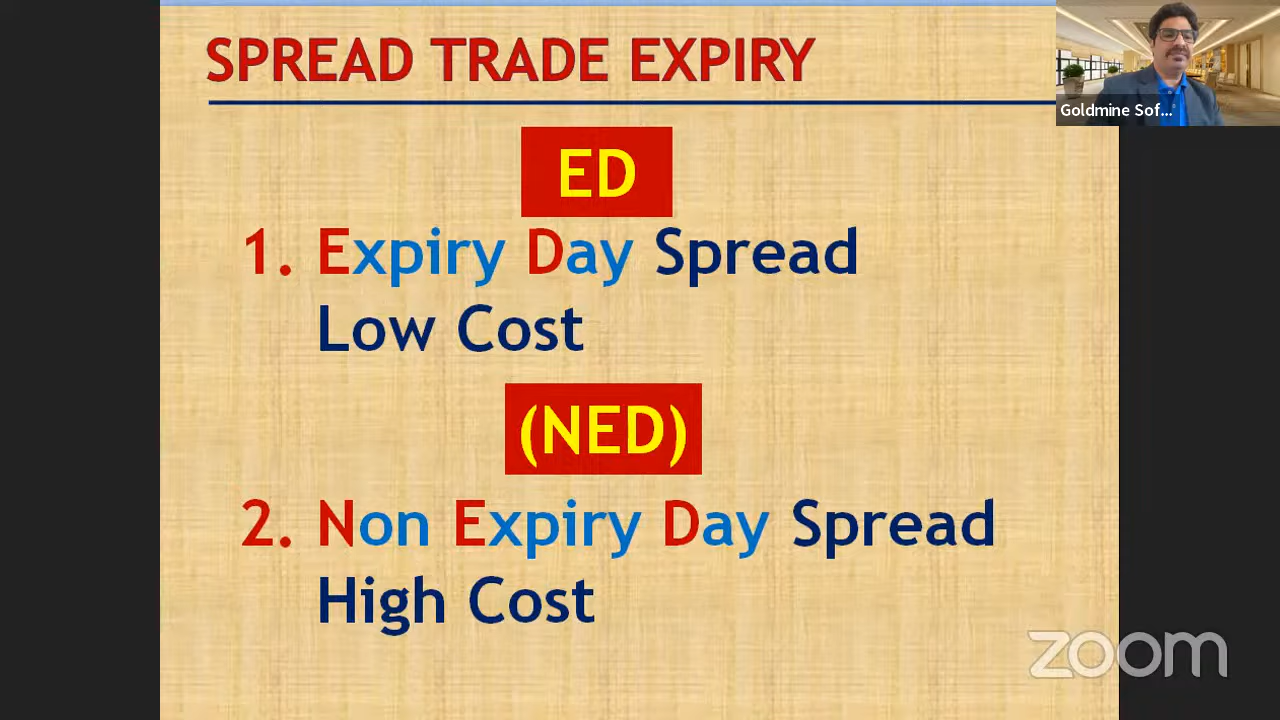 SPREAD TRADE EXPIRY
Goldmine Sof...
ED
1. Expiry Day Spread
Low Cost
(NED)
2. Non Expiry Day Spread
High Cost
zoom